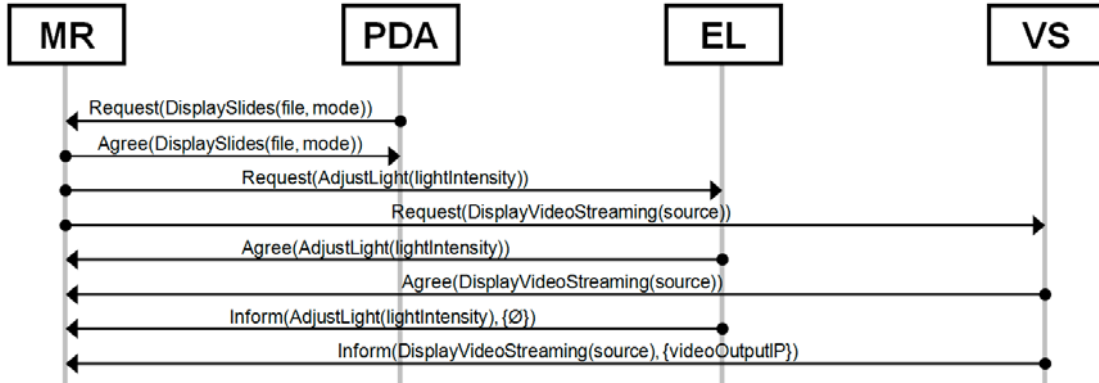 MR PDA EL VS
Request(DisplaySlides(file, mode))
Agree(DisplaySlides(file, mode))
Request(AdjustLight(lightIntensity))
Request(DisplayVideoStreaming(source))
Agree(AdjustLight(lightIntensity))
Agree(DisplayVideoStreaming(source))
Inform(AdjustLight(lightIntensity), {Ø})
Inform(DisplayVideoStreaming(source), {videoOutputIP})